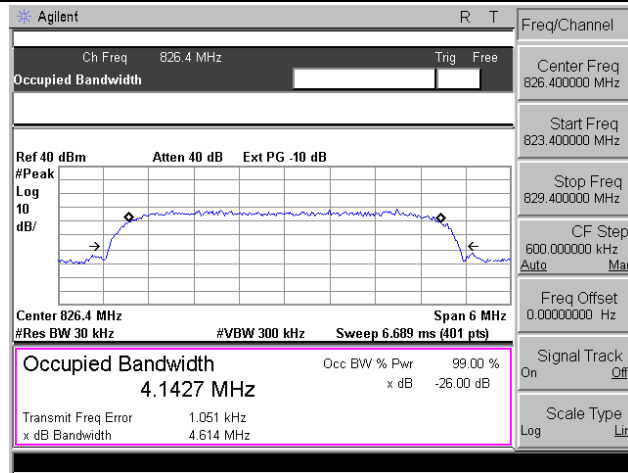 Agilent R T
Freq/Channel
Ch Freq 826.4 MHz Trig Free
Occupied Bandwidth
Center Freq
826.400000 MHz
Start Freq
823.400000 MHz
Stop Freq
829.400000 MHz
CF Step
600.000000 kHz
Auto Mar
Freq Offset
0.00000000 Hz
Signal Track
On Off
Scale Type
Log Lin
Ref 40 dBm Atten 40 dB Ext PG -10 dB
#Peak
Log
10
dB/
Center 826.4 MHz Span 6 MHz
#Res BW 30 kHz #VBW 300 kHz Sweep 6.689 ms (401 pts)
Occupied Bandwidth
4.1427 MHz
Occ BW % Pwr 99.00 %
x dB -26.00 dB
Transmit Freq Error 1.051 kHz
x dB Bandwidth 4.614 MHz